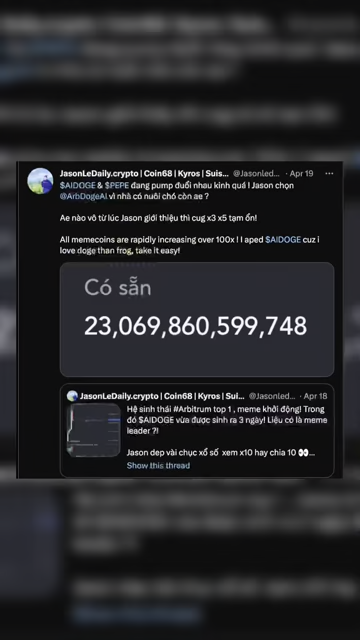 JasonLeDaily.crypto | Coin68 | Kyros | Suis... @Jasonled... · Apr 19
$AIDOGE & $PEPE đang pump đuổi nhau kinh quá ! Jason chọn
@ArbDogeAI vì nhà có nuôi chó còn ae ?
Ae nào vô từ lúc Jason giới thiệu thì cug x3 x5 tạm ổn!
All memecoins are rapidly increasing over 100x ! I aped $AIDOGE cuz i
love doge than frog, take it easy!
Có sẵn
23,069,860,599,748
JasonLeDaily.crypto | Coin68 | Kyros | Sui... @Jasonled... · Apr 18
Hệ sinh thái #Arbitrum top 1 , meme khởi động! Trong
đó $AIDOGE vừa được sinh ra 3 ngày! Liệu có là meme
leader ?!
Jason dep vài chục xổ số xem x10 hay chia 10 👀...
Show this thread